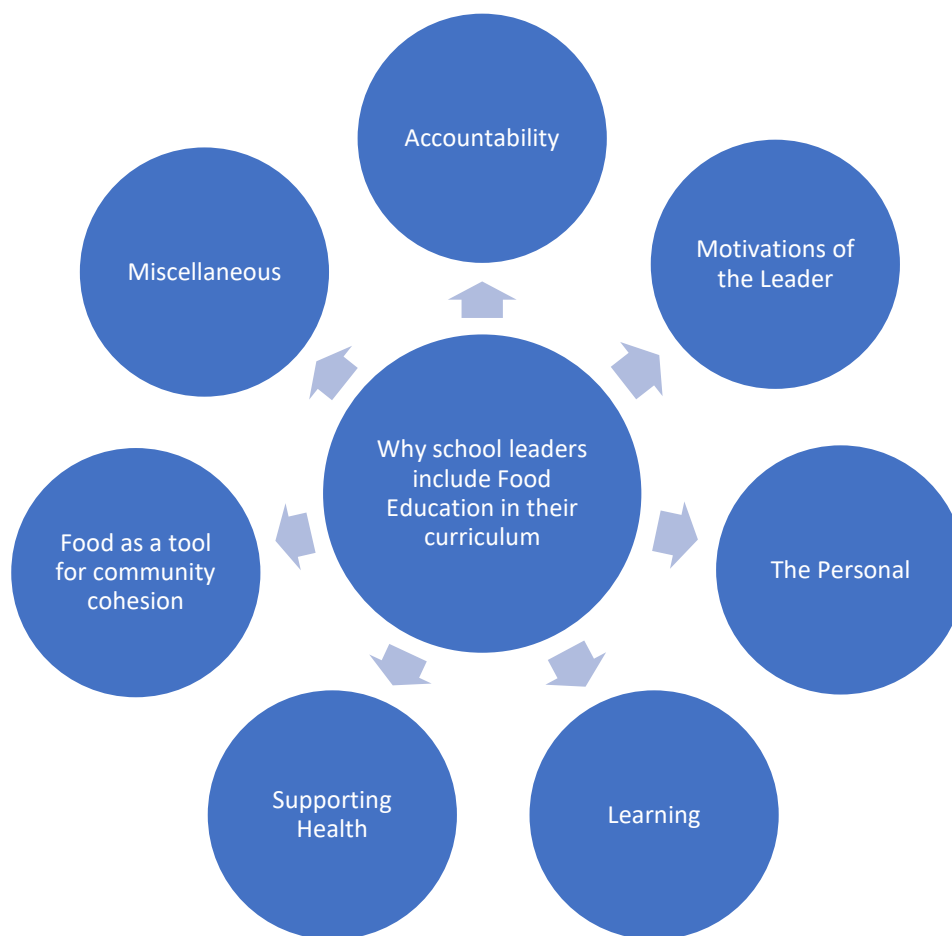 Accountability
Motivations of
the Leader
The Personal
Learning
Supporting
Health
Food as a tool
for community
cohesion
Miscellaneous
Why school leaders
include Food
Education in their
curriculum